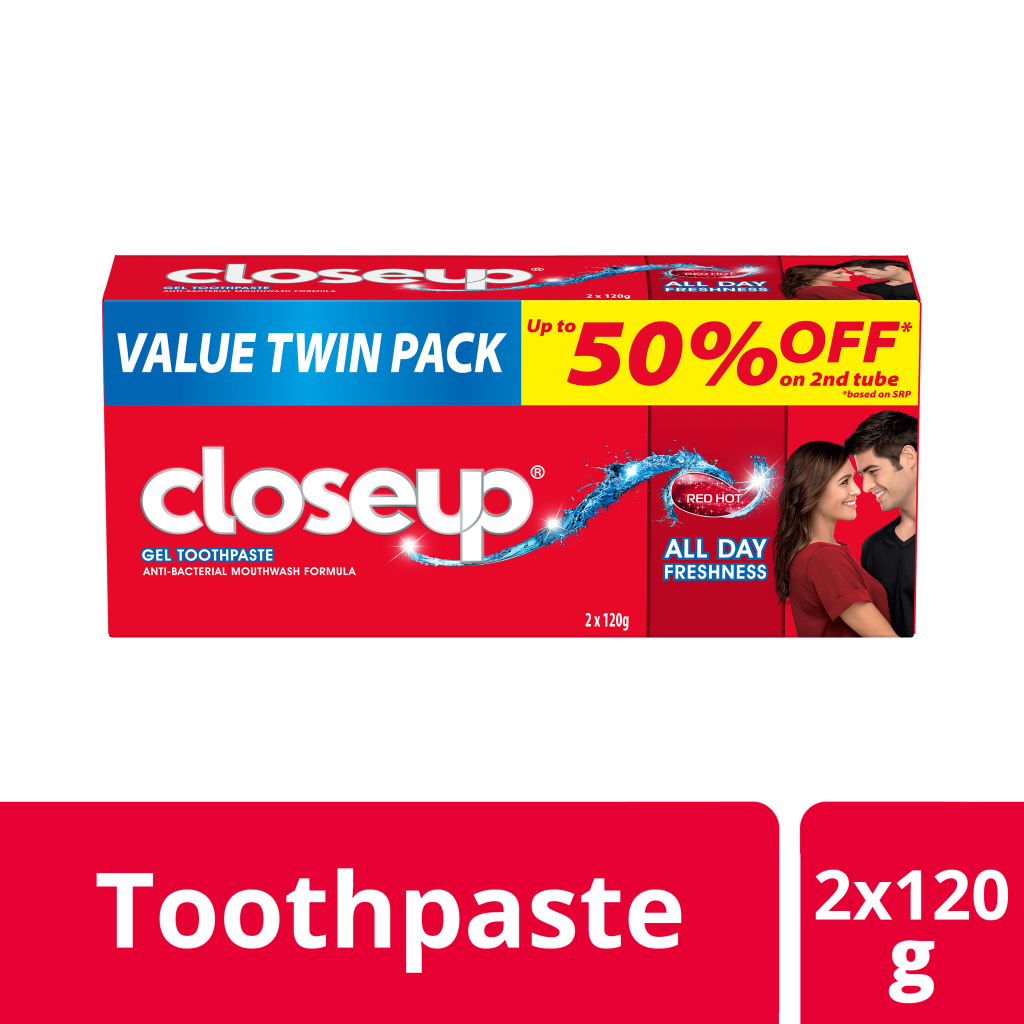 closeup®
GEL TOOTHPASTE
ANTI-BACTERIAL MOUTHWASH FORMULA
2 x 120g
RED HOT
ALL DAY
FRESHNESS
VALUE TWIN PACK
Up to
50% OFF*
on 2nd tube
*based on SRP
closeup®
GEL TOOTHPASTE
ANTI-BACTERIAL MOUTHWASH FORMULA
2 x 120g
RED HOT
ALL DAY
FRESHNESS
Toothpaste
2x120
g